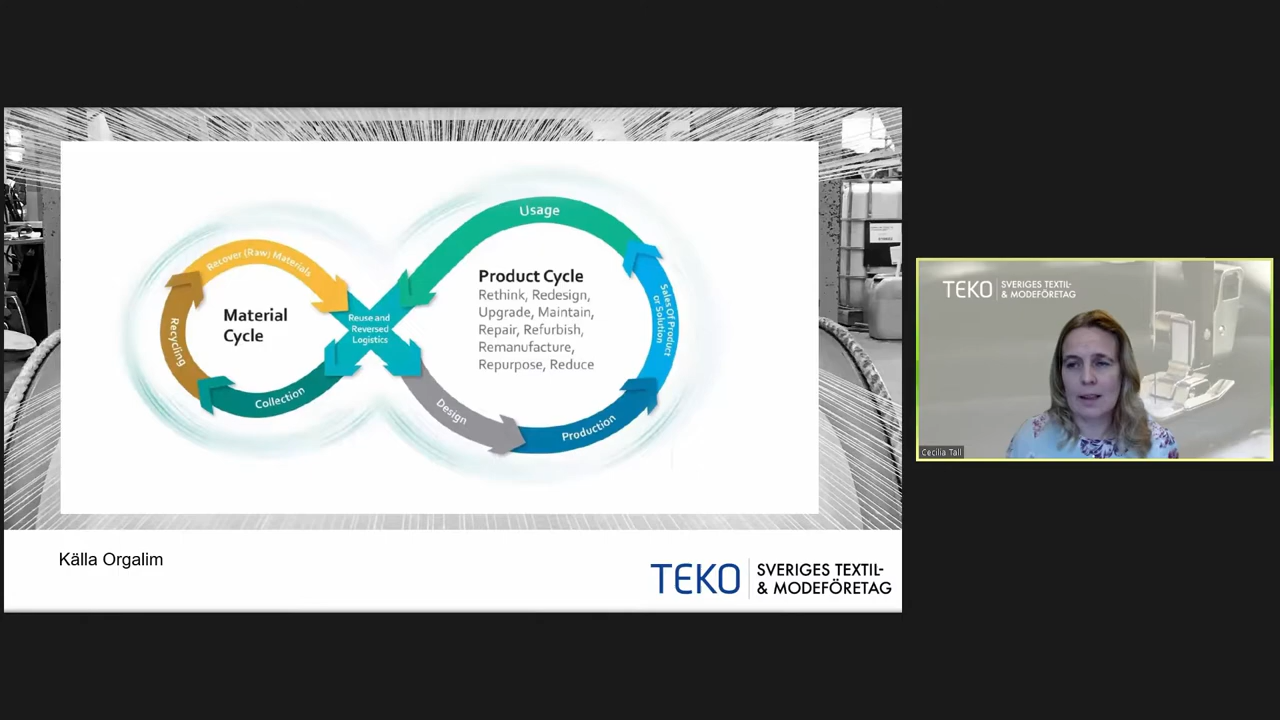 Usage
Recover (Raw) Materials
Product Cycle
Rethink, Redesign,
Upgrade, Maintain,
Repair, Refurbish,
Remanufacture,
Repurpose, Reduce
Material
Cycle
Reuse and
Reversed
Logistics
Sales Of Product
or Solution
Recycling
Collection
Design
Production
Källa Orgalim
TEKO
SVERIGES TEXTIL-
& MODEFÖRETAG
TEKO
SVERIGES TEXTIL-
& MODEFÖRETAG
Cecilia Tall